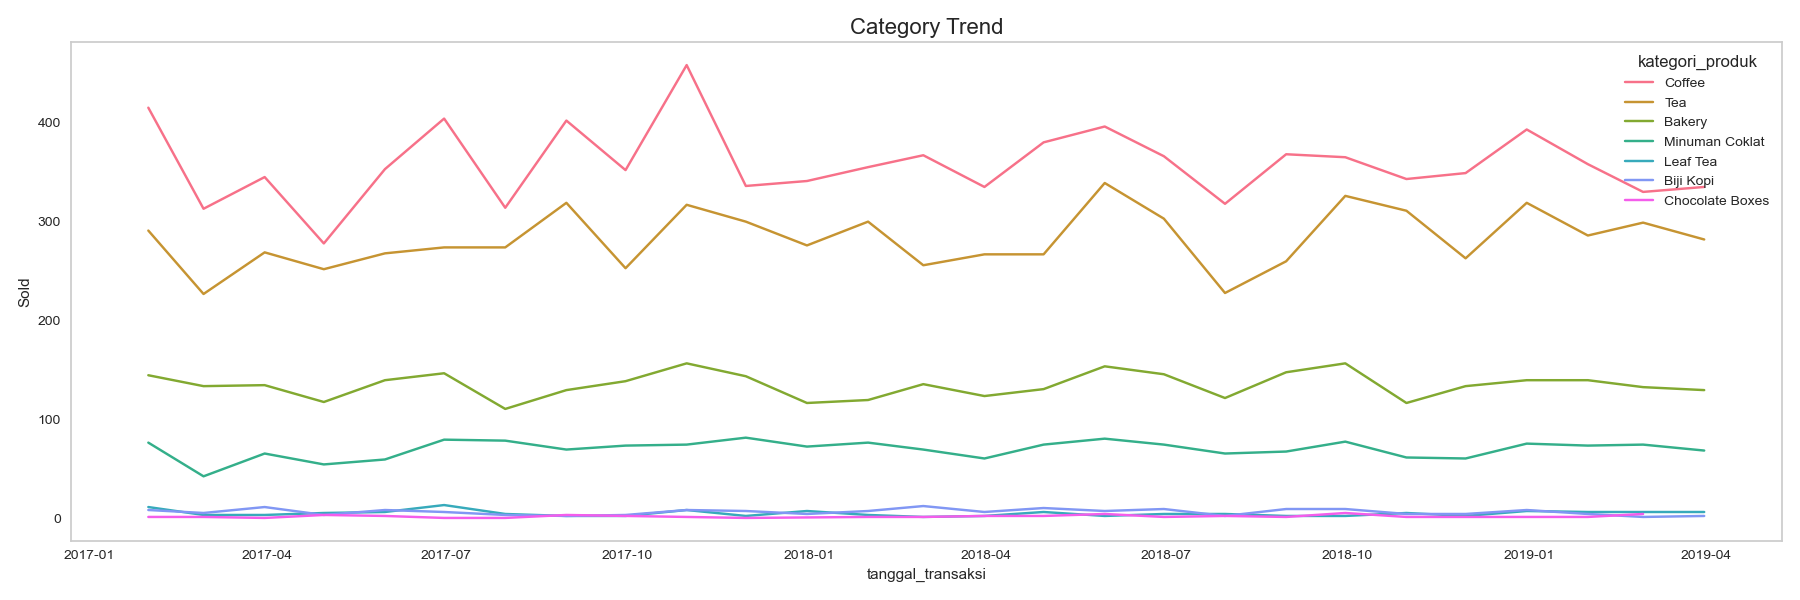 Category Trend
kategori_produk
Coffee
Tea
Bakery
Minuman Coklat
Leaf Tea
Biji Kopi
Chocolate Boxes
Sold
400
300
200
100
0
2017-01
2017-04
2017-07
2017-10
2018-01
2018-04
2018-07
2018-10
2019-01
2019-04
tanggal_transaksi